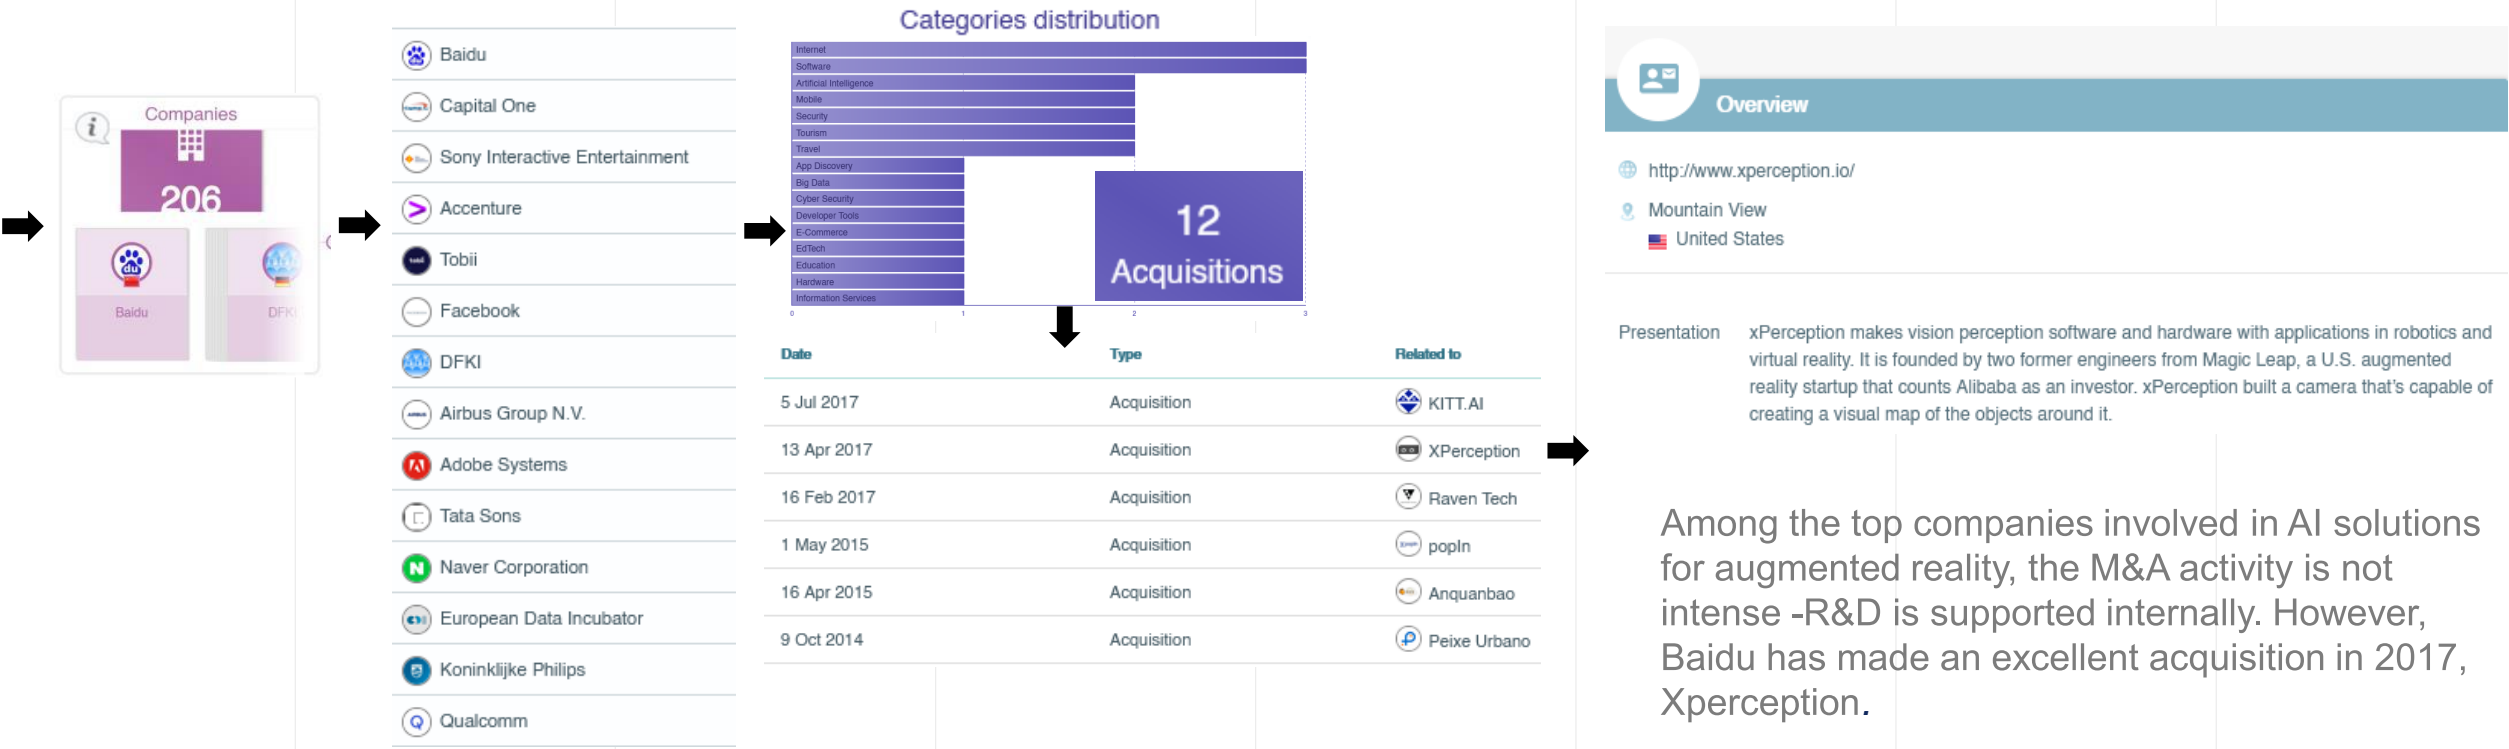 Companies
206
Baidu
DFKI
Baidu
Capital One
Sony Interactive Entertainment
Accenture
Tobii
Facebook
DFKI
Airbus Group N.V.
Adobe Systems
Tata Sons
Naver Corporation
European Data Incubator
Koninklijke Philips
Qualcomm
Categories distribution
Internet
Software
Artificial Intelligence
Mobile
Security
Tourism
Travel
App Discovery
Big Data
Cyber Security
Developer Tools
E-Commerce
EdTech
Education
Hardware
Information Services
0 1 2 3
12
Acquisitions
Date Type Related to
5 Jul 2017 Acquisition KITT.AI
13 Apr 2017 Acquisition XPerception
16 Feb 2017 Acquisition Raven Tech
1 May 2015 Acquisition popIn
16 Apr 2015 Acquisition Anquanbao
9 Oct 2014 Acquisition Peixe Urbano
Overview
http://www.xperception.io/
Mountain View
United States
Presentation xPerception makes vision perception software and hardware with applications in robotics and
virtual reality. It is founded by two former engineers from Magic Leap, a U.S. augmented
reality startup that counts Alibaba as an investor. xPerception built a camera that's capable of
creating a visual map of the objects around it.
Among the top companies involved in AI solutions
for augmented reality, the M&A activity is not
intense -R&D is supported internally. However,
Baidu has made an excellent acquisition in 2017,
Xperception.